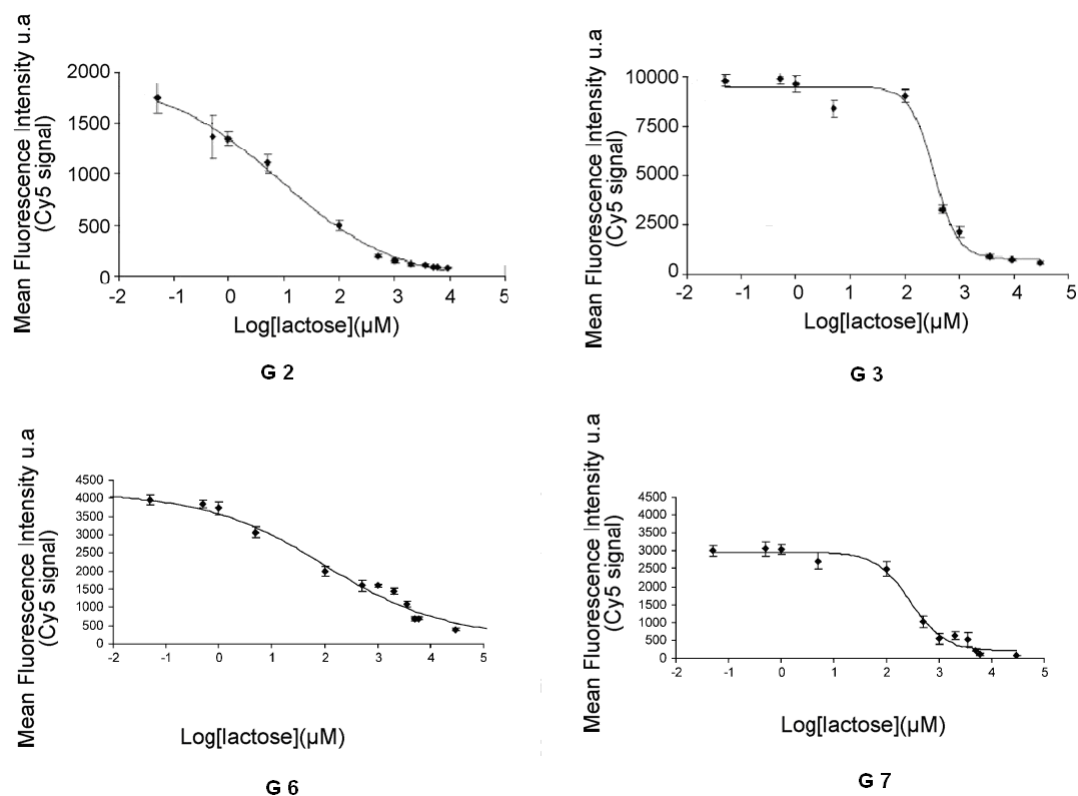 Mean Fluorescence Intensity u.a
(Cy5 signal)
2000
1500
1000
500
0
-2 -1 0 1 2 3 4 5
Log[lactose](µM)
G 2
Mean Fluorescence Intensity u.a
(Cy5 signal)
10000
7500
5000
2500
0
-2 -1 0 1 2 3 4 5
Log[lactose](µM)
G 3
Mean Fluorescence Intensity u.a
(Cy5 signal)
4500
4000
3500
3000
2500
2000
1500
1000
500
0
-2 -1 0 1 2 3 4 5
Log[lactose](µM)
G 6
Mean Fluorescence Intensity u.a
(Cy5 signal)
4500
4000
3500
3000
2500
2000
1500
1000
500
0
-2 -1 0 1 2 3 4 5
Log[lactose](µM)
G 7